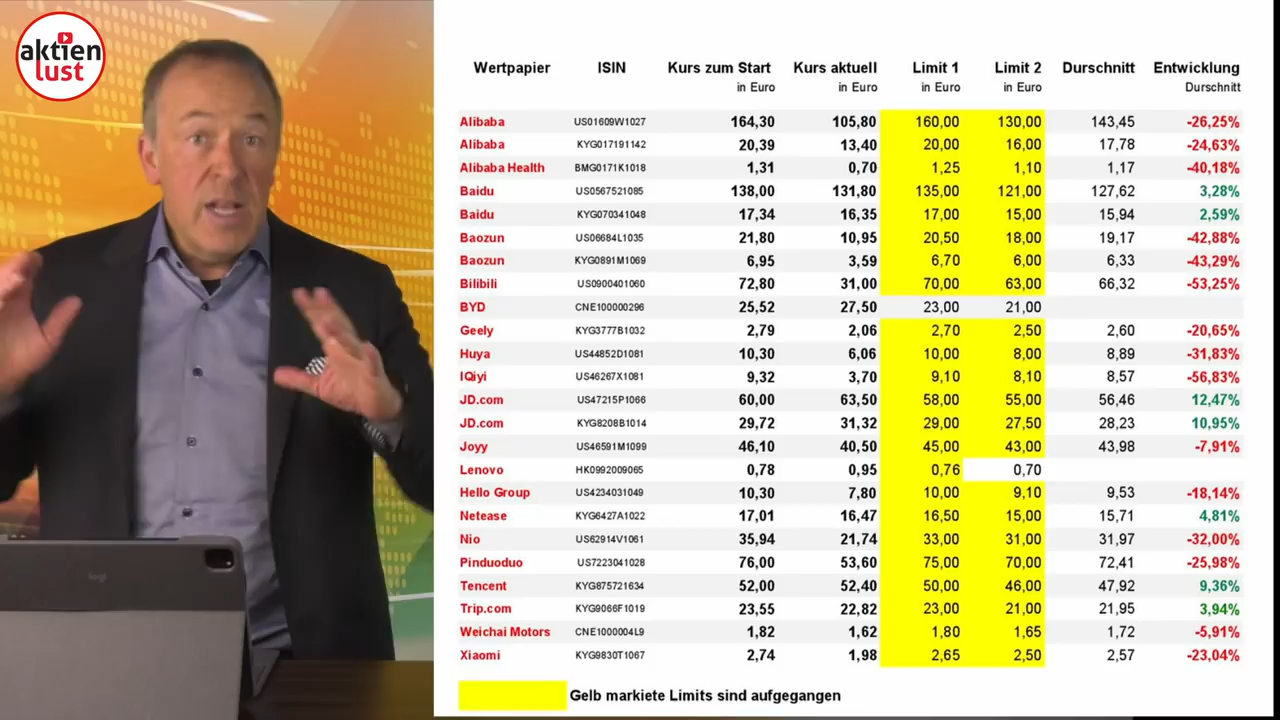 aktien
lust
Wertpapier ISIN Kurs zum Start Kurs aktuell Limit 1 Limit 2 Durschnitt Entwicklung
in Euro in Euro in Euro in Euro Durschnitt
Alibaba US01609W1027 164,30 105,80 160,00 130,00 143,45 -26,25%
Alibaba KYG017191142 20,39 13,40 20,00 16,00 17,78 -24,63%
Alibaba Health BMG0171K1018 1,31 0,70 1,25 1,10 1,17 -40,18%
Baidu US0567521085 138,00 131,80 135,00 121,00 127,62 3,28%
Baidu KYG070341048 17,34 16,35 17,00 15,00 15,94 2,59%
Baozun US06684L1035 21,80 10,95 20,50 18,00 19,17 -42,88%
Baozun KYG0891M1069 6,95 3,59 6,70 6,00 6,33 -43,29%
Bilibili US0900401060 72,80 31,00 70,00 63,00 66,32 -53,25%
BYD CNE100000296 25,52 27,50 23,00 21,00
Geely KYG3777B1032 2,79 2,06 2,70 2,50 2,60 -20,65%
Huya US44852D1081 10,30 6,06 10,00 8,00 8,89 -31,83%
IQiyi US46267X1081 9,32 3,70 9,10 8,10 8,57 -56,83%
JD.com US47215P1066 60,00 63,50 58,00 55,00 56,46 12,47%
JD.com KYG8208B1014 29,72 31,32 29,00 27,50 28,23 10,95%
Joyy US46591M1099 46,10 40,50 45,00 43,00 43,98 -7,91%
Lenovo HK0992009065 0,78 0,95 0,76 0,70
Hello Group US4234031049 10,30 7,80 10,00 9,10 9,53 -18,14%
Netease KYG6427A1022 17,01 16,47 16,50 15,00 15,71 4,81%
Nio US62914V1061 35,94 21,74 33,00 31,00 31,97 -32,00%
Pinduoduo US7223041028 76,00 53,60 75,00 70,00 72,41 -25,98%
Tencent KYG875721634 52,00 52,40 50,00 46,00 47,92 9,36%
Trip.com KYG9066F1019 23,55 22,82 23,00 21,00 21,95 3,94%
Weichai Motors CNE1000004L9 1,82 1,62 1,80 1,65 1,72 -5,91%
Xiaomi KYG9830T1067 2,74 1,98 2,65 2,50 2,57 -23,04%
Gelb markiete Limits sind aufgegangen
logi